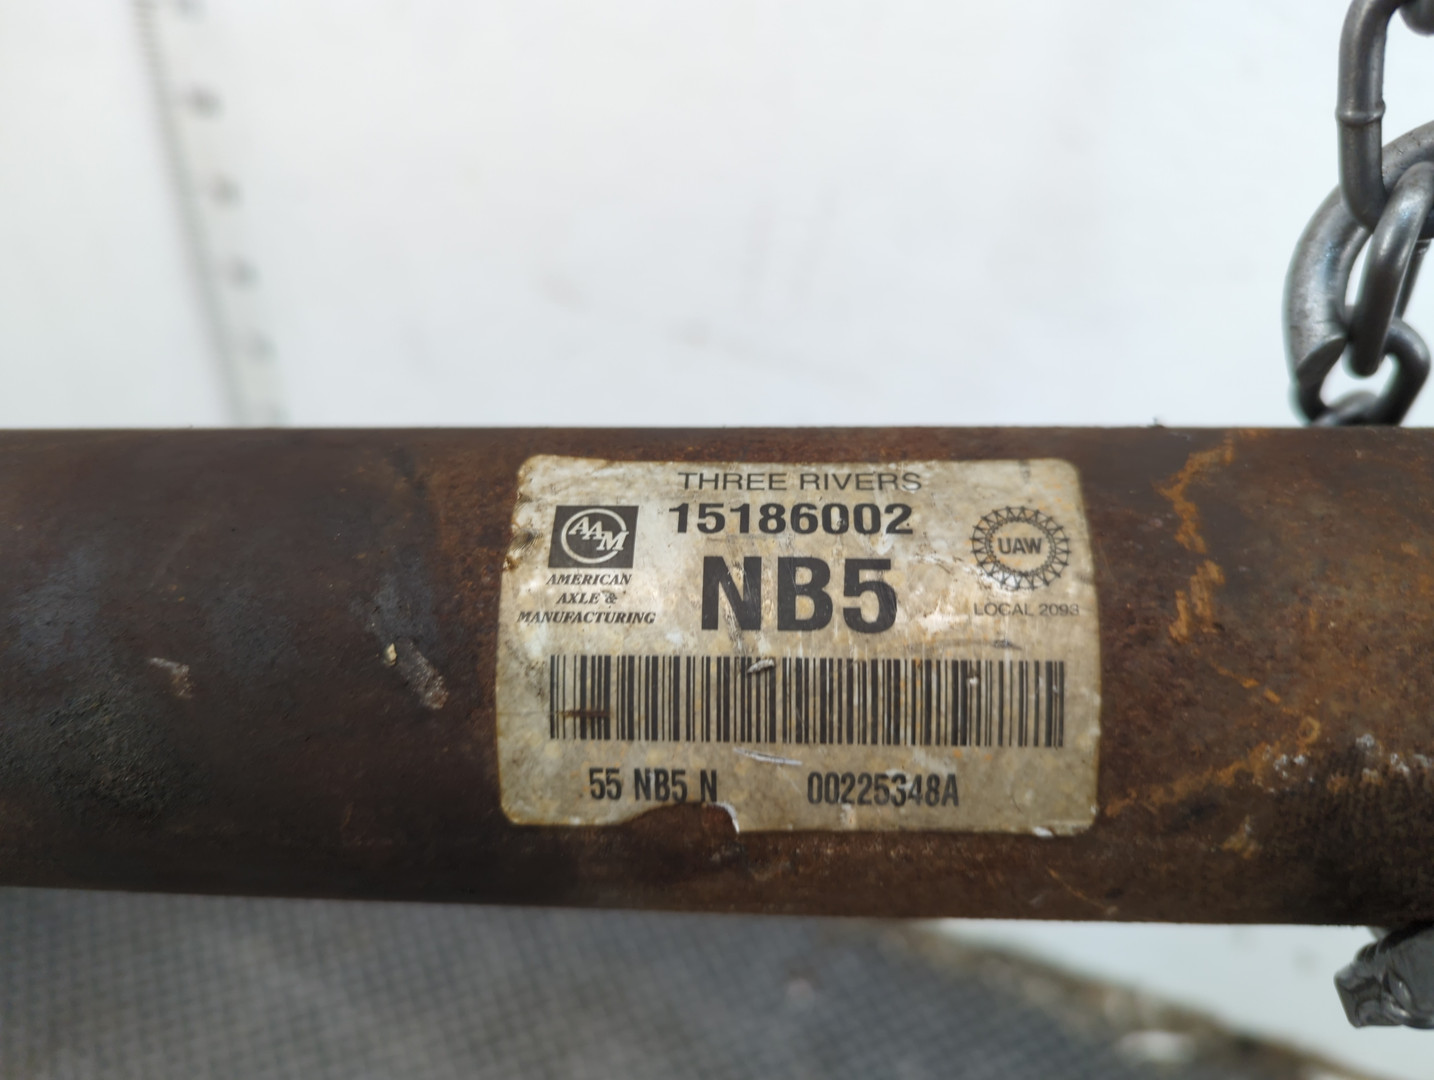 THREE RIVERS
15186002
NB5
AAM
AMERICAN
AXLE &
MANUFACTURING
UAW
LOCAL 2093
55 NB5 N 00225348A